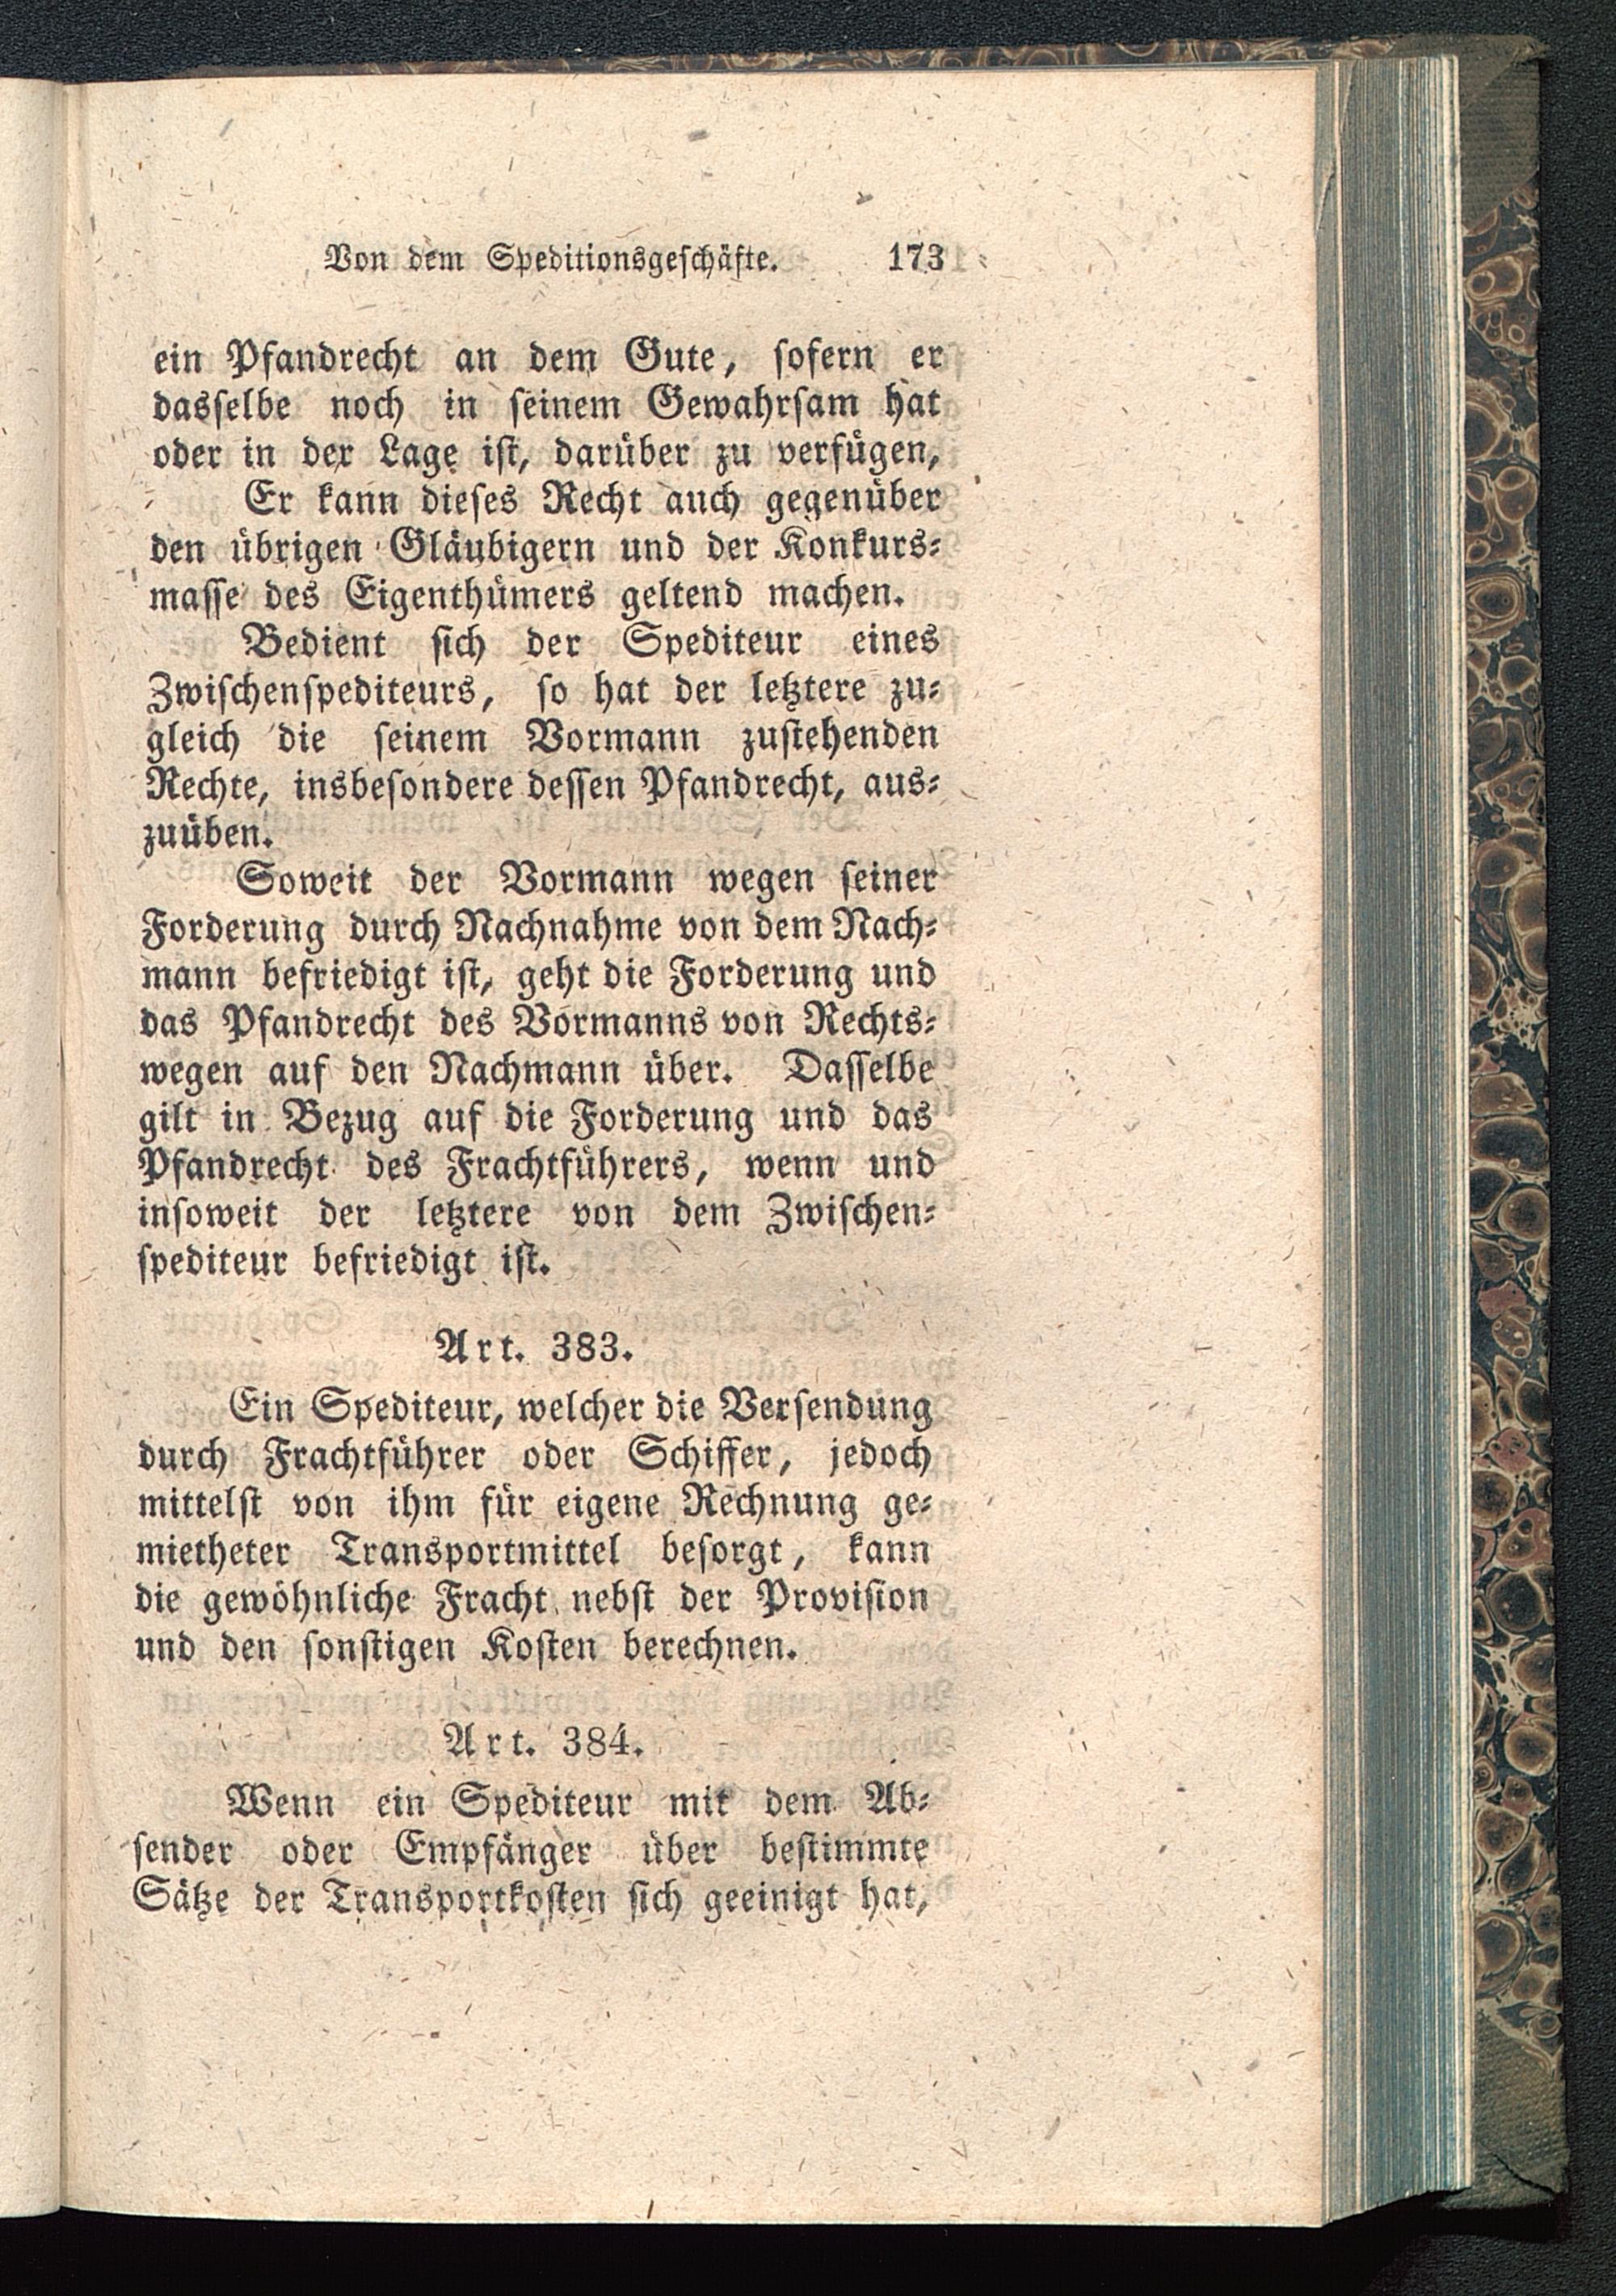 Von dem Speditionsgeschäfte. 173
ein Pfandrecht an dem Gute, sofern er
dasselbe noch in seinem Gewahrsam hat
oder in der Lage ist, darüber zu verfügen,
Er kann dieses Recht auch gegenüber
den übrigen Gläubigern und der Konkurs-
masse des Eigenthümers geltend machen.
Bedient sich der Spediteur eines
Zwischenspediteurs, so hat der letztere zu-
gleich die seinem Vormann zustehenden
Rechte, insbesondere dessen Pfandrecht, aus-
zuüben.
Soweit der Vormann wegen seiner
Forderung durch Nachnahme von dem Nach-
mann befriedigt ist, geht die Forderung und
das Pfandrecht des Vormanns von Rechts-
wegen auf den Nachmann über. Dasselbe
gilt in Bezug auf die Forderung und das
Pfandrecht des Frachtführers, wenn und
insoweit der letztere von dem Zwischen-
spediteur befriedigt ist.
Art. 383.
Ein Spediteur, welcher die Versendung
durch Frachtführer oder Schiffer, jedoch
mittelst von ihm für eigene Rechnung ge-
mietheter Transportmittel besorgt, kann
die gewöhnliche Fracht nebst der Provision
und den sonstigen Kosten berechnen.
Art. 384.
Wenn ein Spediteur mit dem Ab-
sender oder Empfänger über bestimmte
Sätze der Transportkosten sich geeinigt hat,